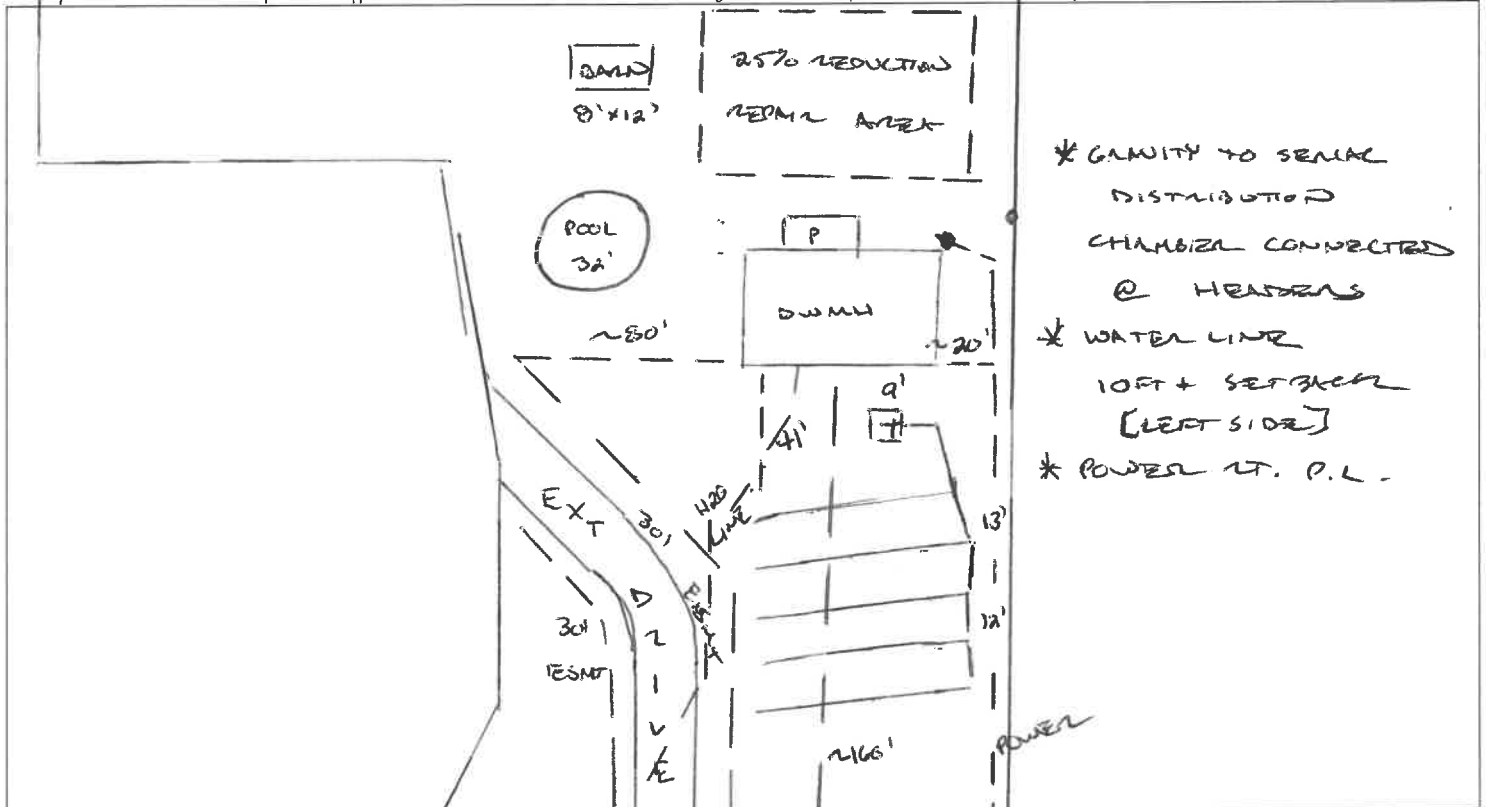 BARN
8'x12'
25% REDUCTION
REPAIR AREA
POOL
32'
P
DWMH
~80'
~20'
9'
41'
H2O
LINE
EXT
30'
DRIVE
ESMT
13'
12'
~166'
POWER
* GRAVITY TO SERIAL
DISTRIBUTION
CHAMBER CONNECTED
@ HEADERS
* WATER LINE
10FT + SETBACK
[LEFT SIDE]
* POWER RT. P.L.